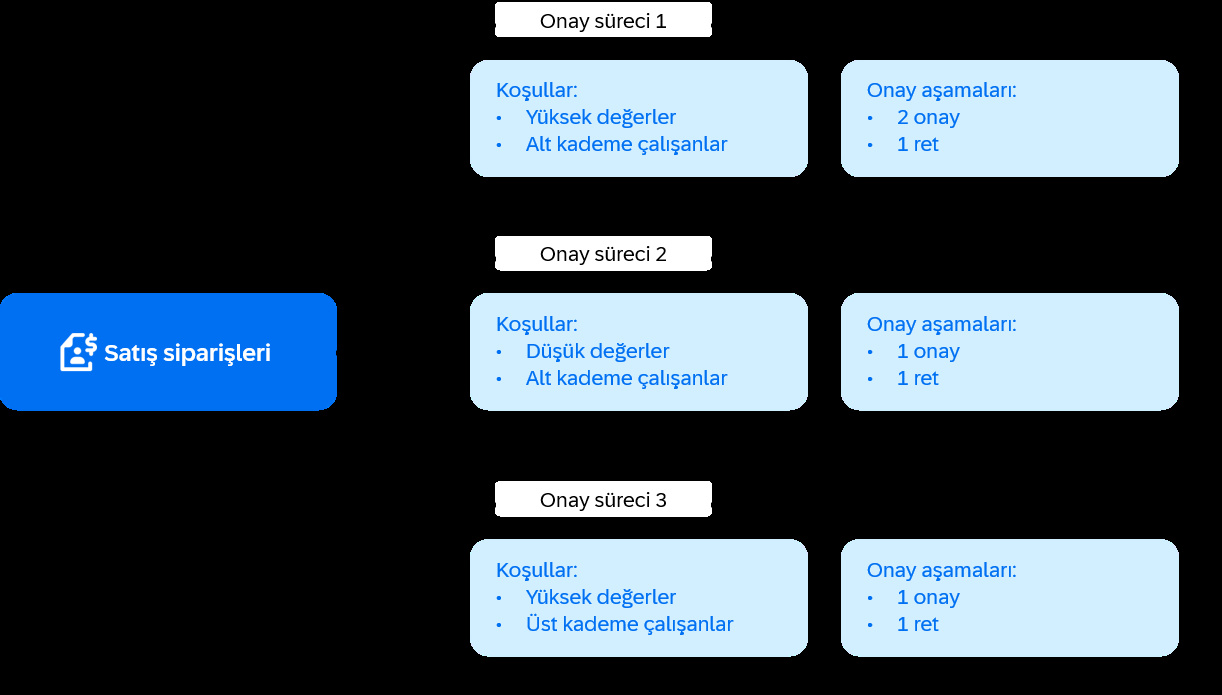 Onay süreci 1
Koşullar:
• Yüksek değerler
• Alt kademe çalışanlar
Onay aşamaları:
• 2 onay
• 1 ret
Satış siparişleri
Onay süreci 2
Koşullar:
• Düşük değerler
• Alt kademe çalışanlar
Onay aşamaları:
• 1 onay
• 1 ret
Onay süreci 3
Koşullar:
• Yüksek değerler
• Üst kademe çalışanlar
Onay aşamaları:
• 1 onay
• 1 ret